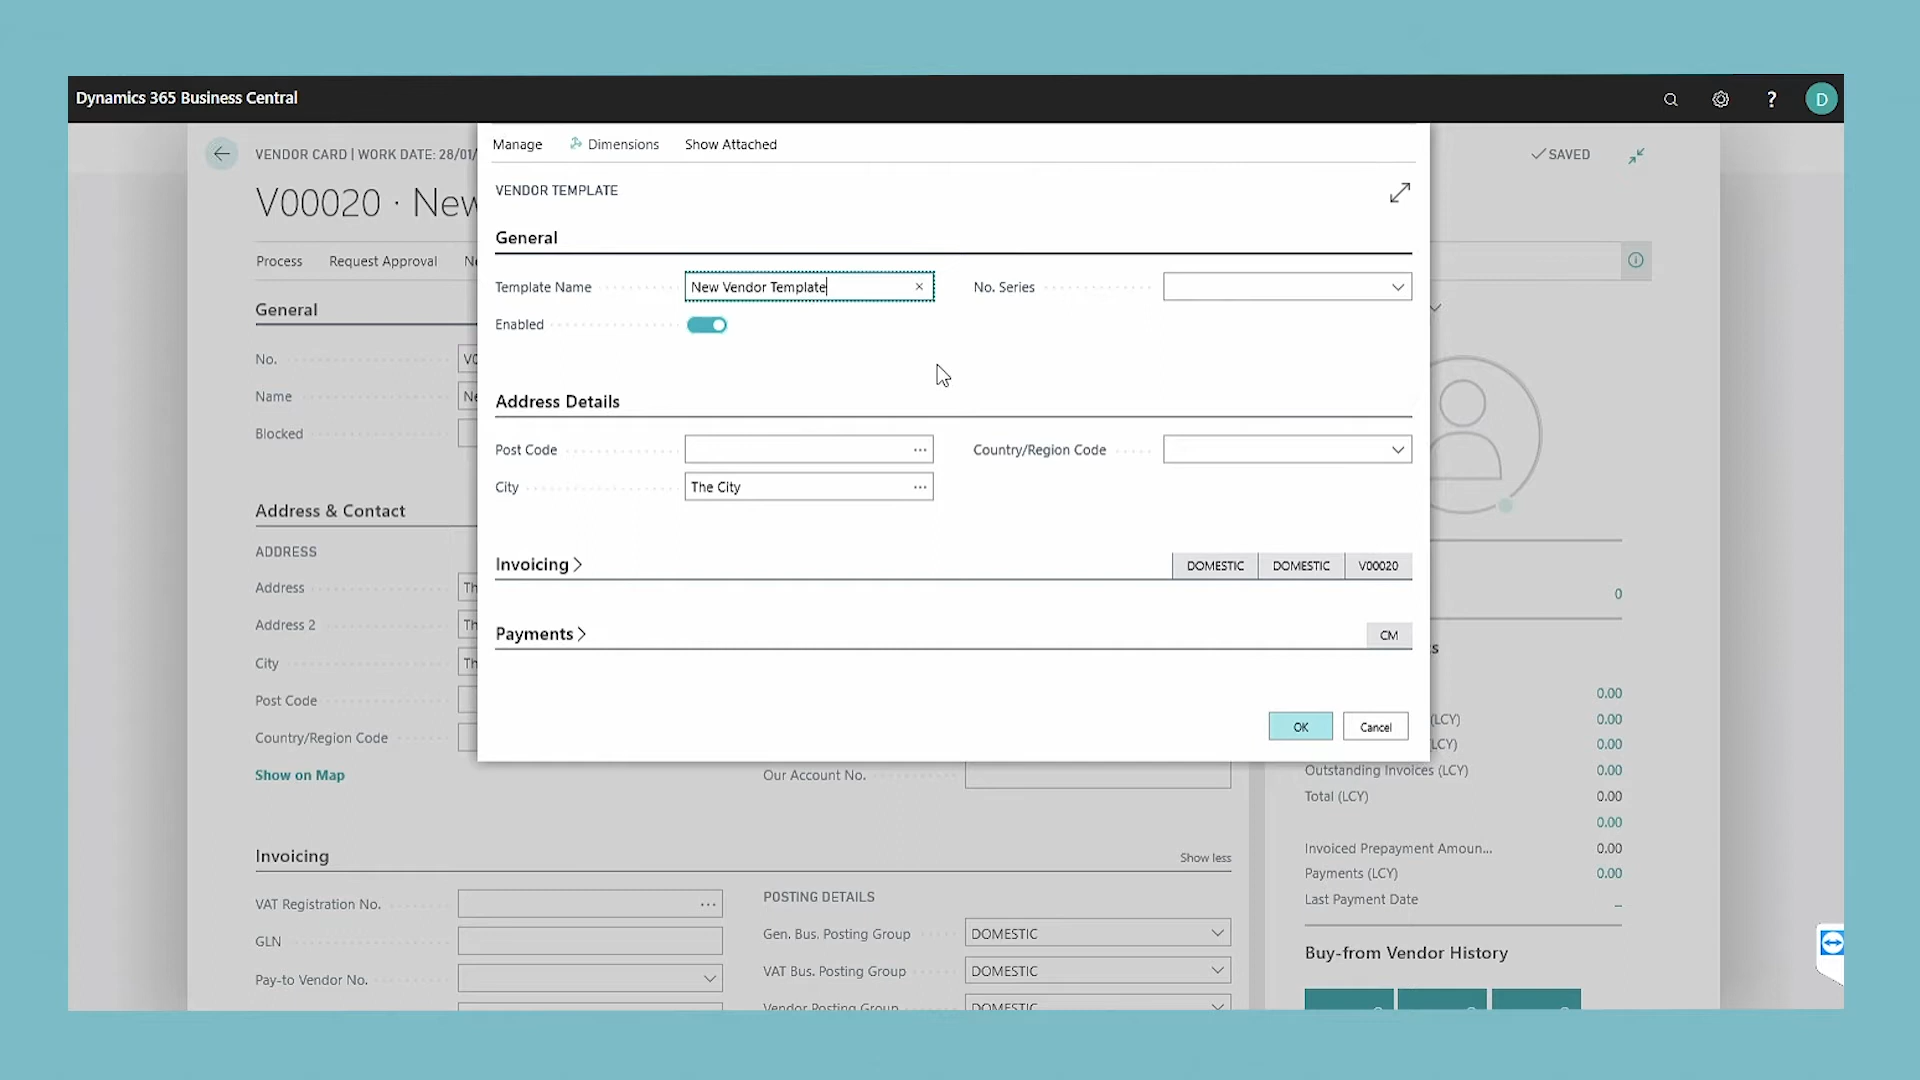 Dynamics 365 Business Central
?
D
VENDOR CARD | WORK DATE: 28/01/
SAVED
V00020 · New
Process
Request Approval
General
No.
Name
Blocked
Address & Contact
ADDRESS
Address
Address 2
City
Post Code
Country/Region Code
Show on Map
Manage
Dimensions
Show Attached
VENDOR TEMPLATE
General
Template Name
New Vendor Template
No. Series
Enabled
Address Details
Post Code
Country/Region Code
City
The City
Invoicing
DOMESTIC
DOMESTIC
V00020
Payments
CM
OK
Cancel
Our Account No.
Invoicing
Show less
VAT Registration No.
GLN
Pay-to Vendor No.
POSTING DETAILS
Gen. Bus. Posting Group
DOMESTIC
VAT Bus. Posting Group
DOMESTIC
Vendor Posting Group
DOMESTIC
0
0.00
(LCY) 0.00
(LCY) 0.00
Outstanding Invoices (LCY) 0.00
Total (LCY) 0.00
0.00
Invoiced Prepayment Amoun... 0.00
Payments (LCY) 0.00
Last Payment Date _
Buy-from Vendor History